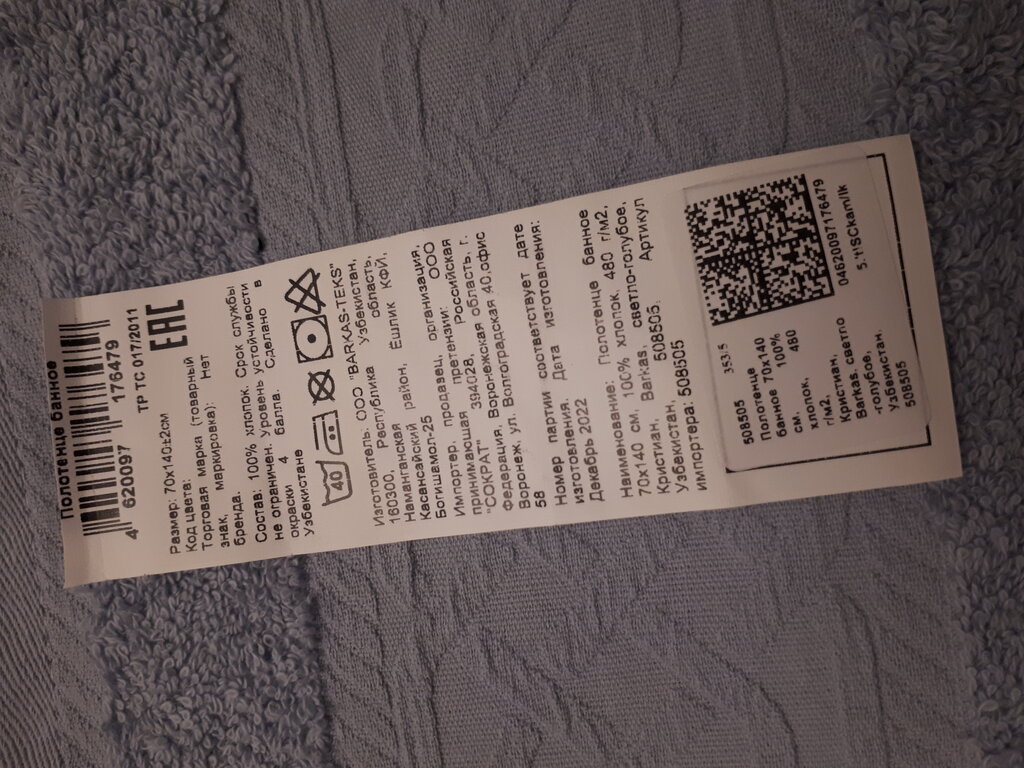 Полотенце банное
4 620097 176479
ТР ТС 017/2011
EAC
Размер: 70х140±2см
Код цвета:
Торговая марка (товарный
знак, маркировка): Нет
бренда.
Состав: 100% хлопок. Срок службы
не ограничен. Уровень устойчивости
окраски 4 балла. Сделано в
Узбекистане
40
Изготовитель: ООО "BARKAS-TEKS"
160300, Республика Узбекистан,
Наманганская область,
Касансайский район, Ёшлик КФЙ,
Богишамол-25
Импортер, продавец, организация,
принимающая претензии: ООО
"СОКРАТ" 394028, Российская
Федерация, Воронежская область, г.
Воронеж, ул. Волгоградская 40,офис
58
Номер партии соответствует дате
изготовления. Дата изготовления:
Декабрь 2022
Наименование: Полотенце банное
70х140 см, 100% хлопок, 480 г/м2,
Кристиан, Barkas, светло-голубое,
Узбекистан, 508505. Артикул
импортера: 508505
353/5
508505
Полотенце
банное 70х140
см, 100%
хлопок, 480
г/м2,
Кристиан,
Barkas, светло
-голубое,
Узбекистан
508505
04620097176479
5.'t'!SCkamIlk